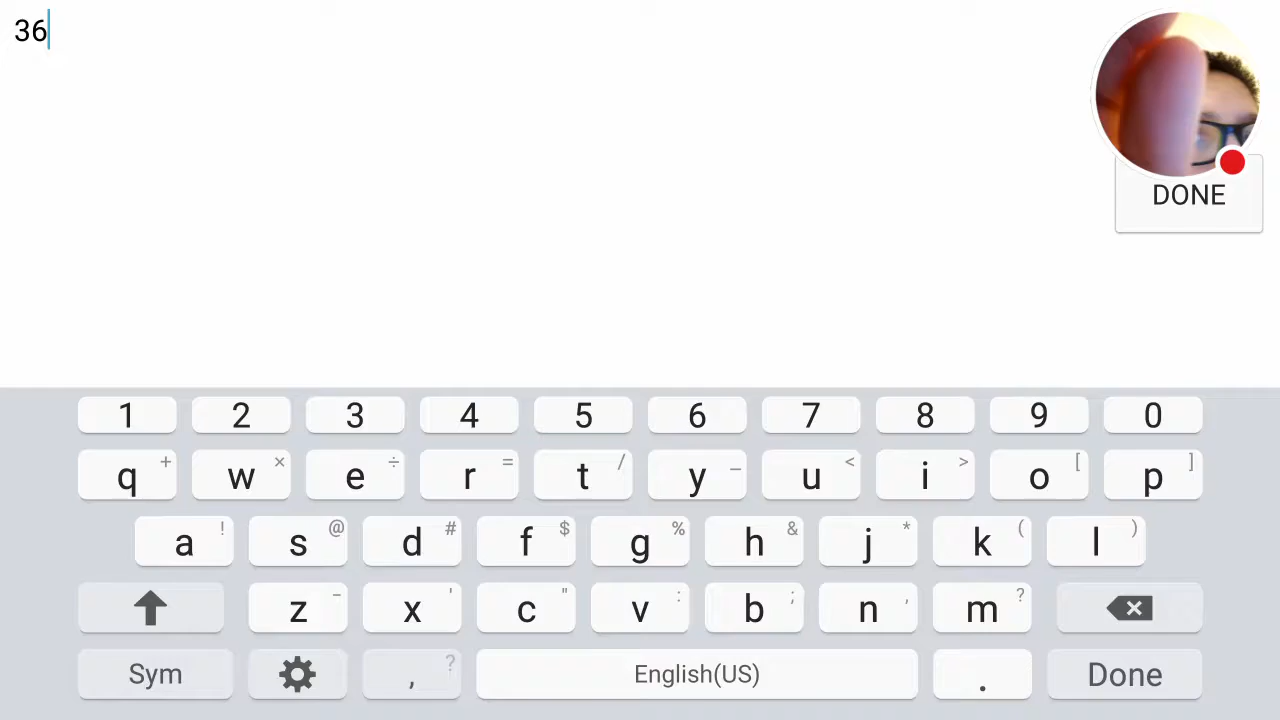 36
DONE
1 2 3 4 5 6 7 8 9 0
q + w × e ÷ r = t / y _ u < i > o [ p ]
a ! s @ d # f $ g % h & j * k ( l )
z - x ' c " v : b ; n , m ?
Sym , ? English(US) . Done